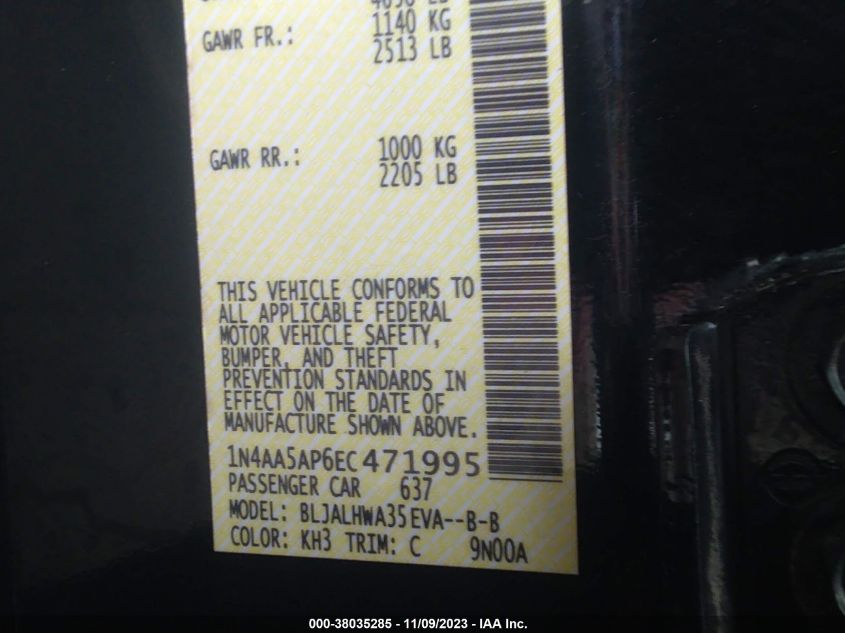 GAWR FR.: 1140 KG
2513 LB
GAWR RR.: 1000 KG
2205 LB
THIS VEHICLE CONFORMS TO
ALL APPLICABLE FEDERAL
MOTOR VEHICLE SAFETY,
BUMPER, AND THEFT
PREVENTION STANDARDS IN
EFFECT ON THE DATE OF
MANUFACTURE SHOWN ABOVE.
1N4AA5AP6EC471995
PASSENGER CAR 637
MODEL: BLJALHWA35EVA--B-B
COLOR: KH3 TRIM: C 9N00A
000-38035285 - 11/09/2023 - IAA Inc.